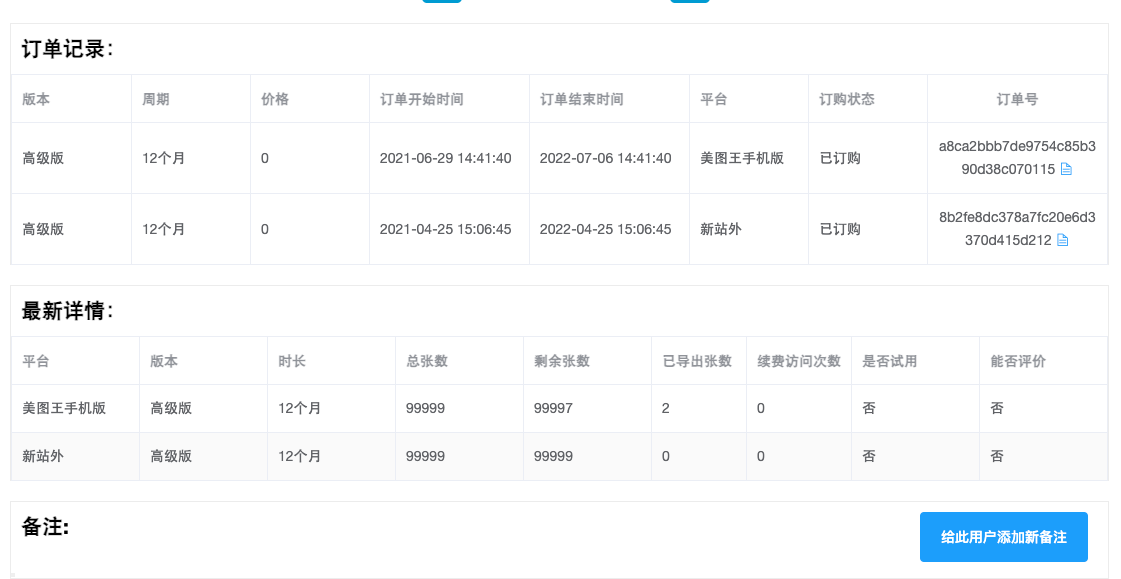 订单记录：
版本 周期 价格 订单开始时间 订单结束时间 平台 订购状态 订单号
高级版 12个月 0 2021-06-29 14:41:40 2022-07-06 14:41:40 美图王手机版 已订购 a8ca2bbb7de9754c85b3
90d38c070115
高级版 12个月 0 2021-04-25 15:06:45 2022-04-25 15:06:45 新站外 已订购 8b2fe8dc378a7fc20e6d3
370d415d212
最新详情：
平台 版本 时长 总张数 剩余张数 已导出张数 续费访问次数 是否试用 能否评价
美图王手机版 高级版 12个月 99999 99997 2 0 否 否
新站外 高级版 12个月 99999 99999 0 0 否 否
备注:
给此用户添加新备注